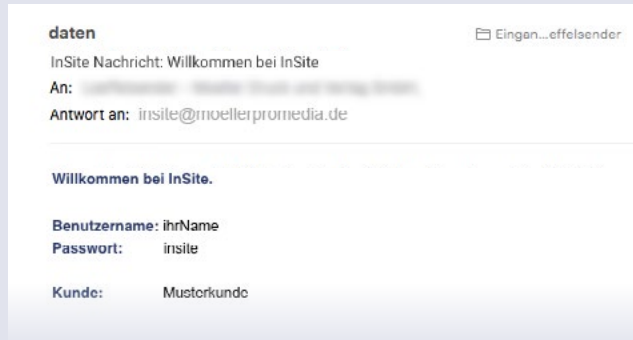 daten
Eingan...effelsender
InSite Nachricht: Willkommen bei InSite
An:
Antwort an: insite@moellerpromedia.de
Willkommen bei InSite.
Benutzername: ihrName
Passwort: insite
Kunde: Musterkunde